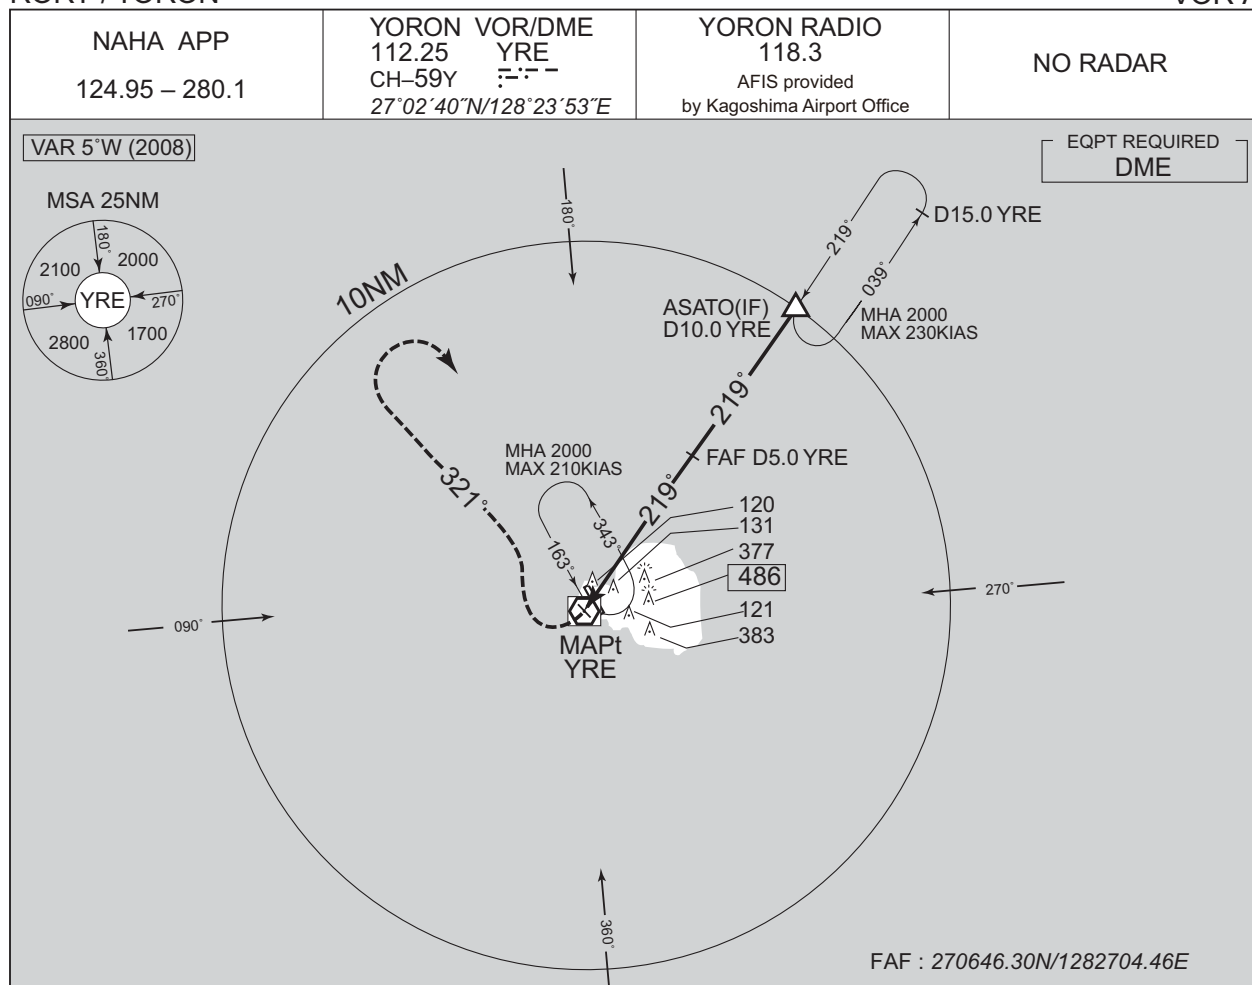 NAHA APP
124.95 – 280.1
YORON VOR/DME
112.25 YRE
CH–59Y
27°02´40˝N/128°23´53˝E
YORON RADIO
118.3
AFIS provided
by Kagoshima Airport Office
NO RADAR
VAR 5˚W (2008)
EQPT REQUIRED
DME
MSA 25NM
180˚
2100
2000
090˚
YRE
270˚
2800
1700
360˚
180˚
10NM
219˚
D15.0 YRE
039˚
ASATO(IF)
D10.0 YRE
MHA 2000
MAX 230KIAS
219˚
MHA 2000
MAX 210KIAS
FAF D5.0 YRE
321˚
219˚
343˚
163˚
120
131
377
486
121
383
270˚
090˚
MAPt
YRE
360˚
FAF : 270646.30N/1282704.46E